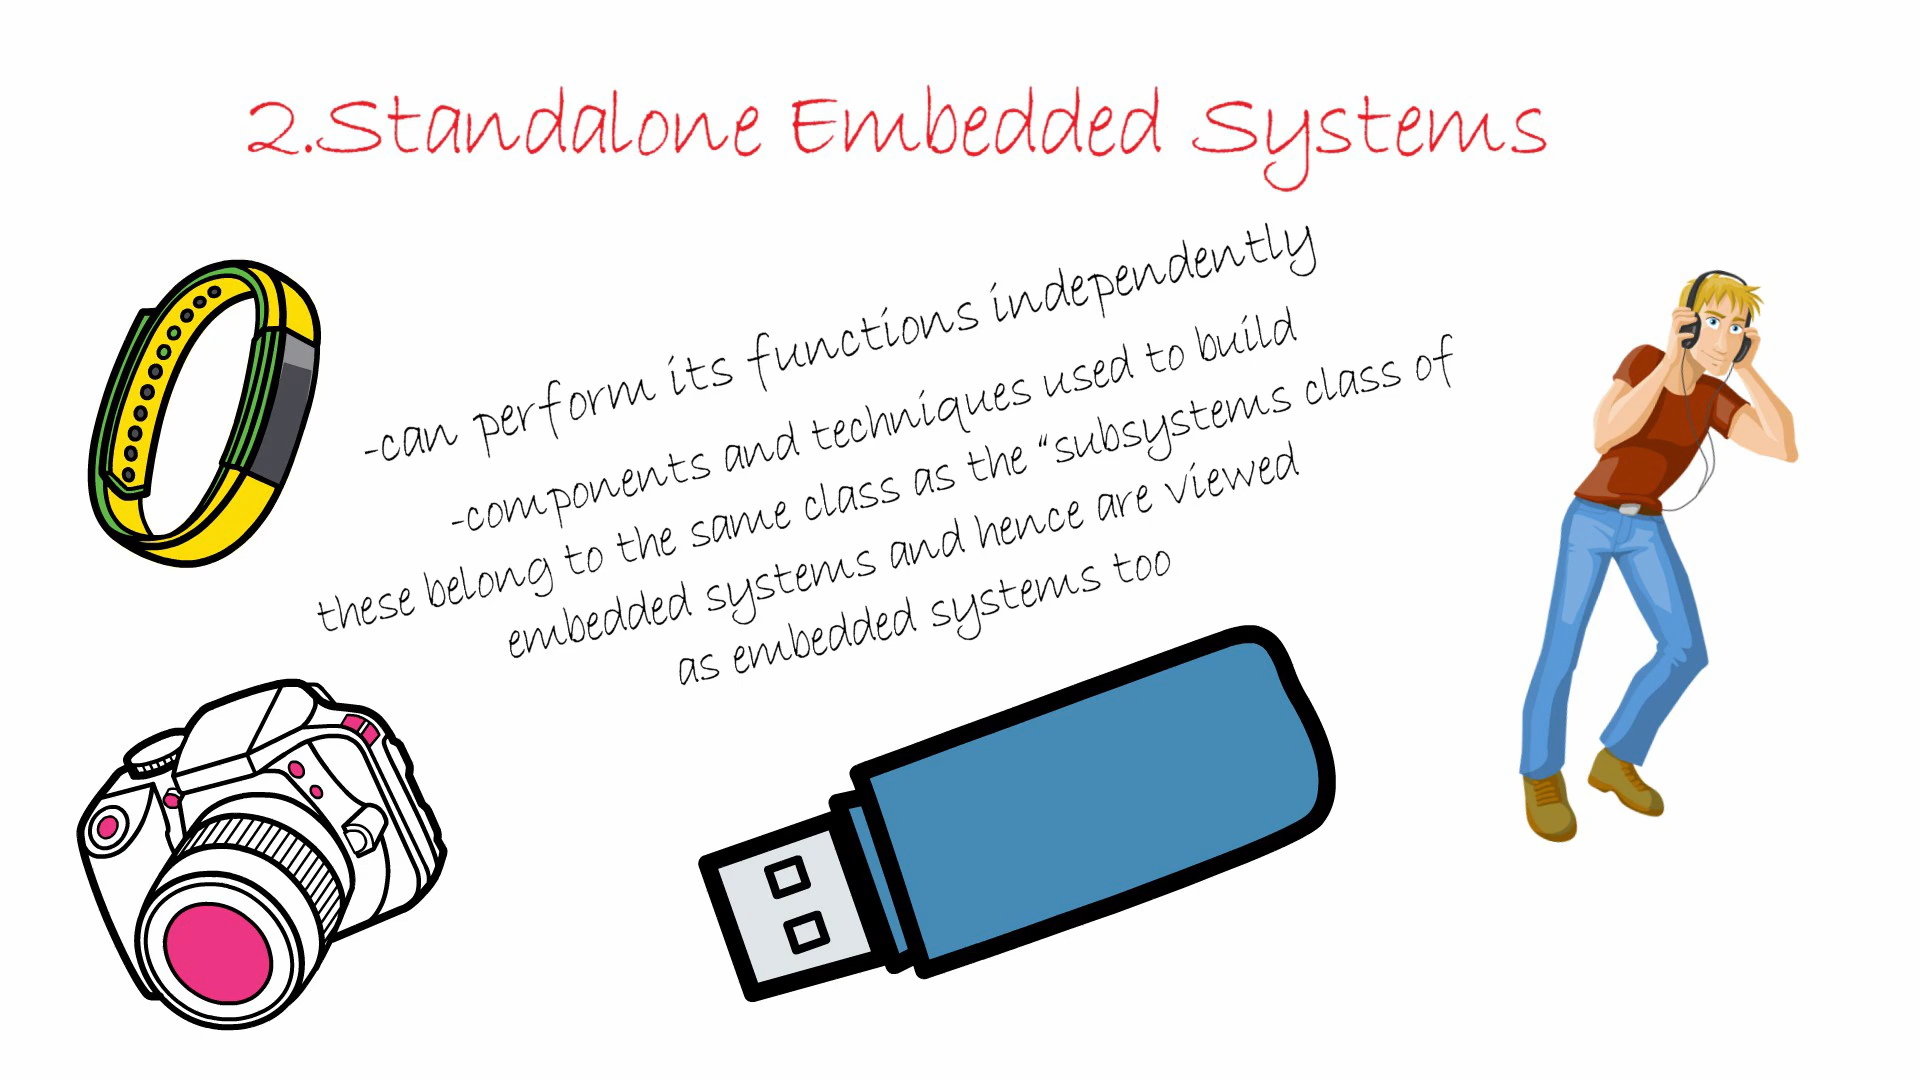 2.Standalone Embedded Systems
-can perform its functions independently
-components and techniques used to build
these belong to the same class as the “subsystems class of
embedded systems and hence are viewed
as embedded systems too